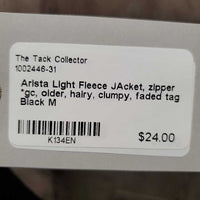 The Tack Collector
1002446-31
Arista Light Fleece JAcket, zipper
*gc, older, hairy, clumpy, faded tag
Black M
K134EN
$24.00